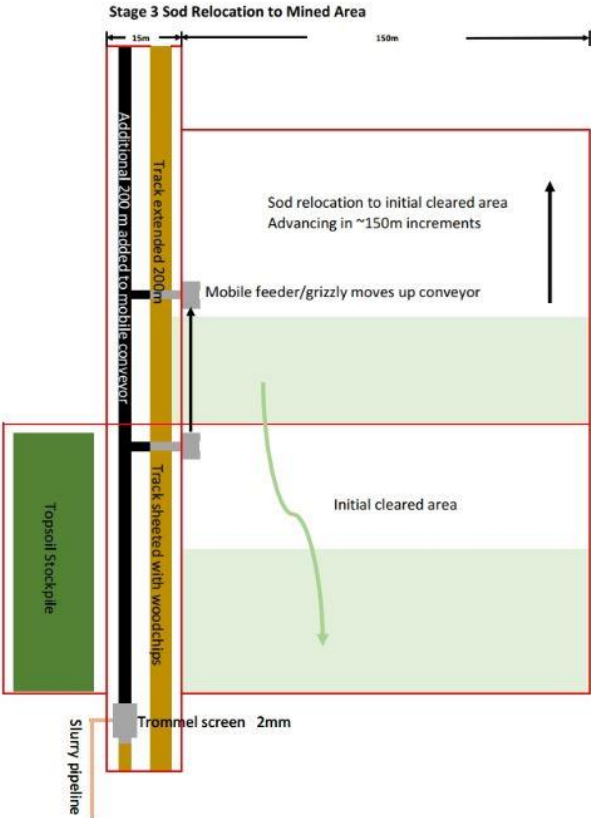 Stage 3 Sod Relocation to Mined Area
15m
150m
Additional 200 m added to mobile conveyor
Track extended 200m
Sod relocation to initial cleared area
Advancing in ~150m increments
Mobile feeder/grizzly moves up conveyor
Topsoil Stockpile
Track sheeted with woodchips
Initial cleared area
Trommel screen 2mm
Slurry pipeline